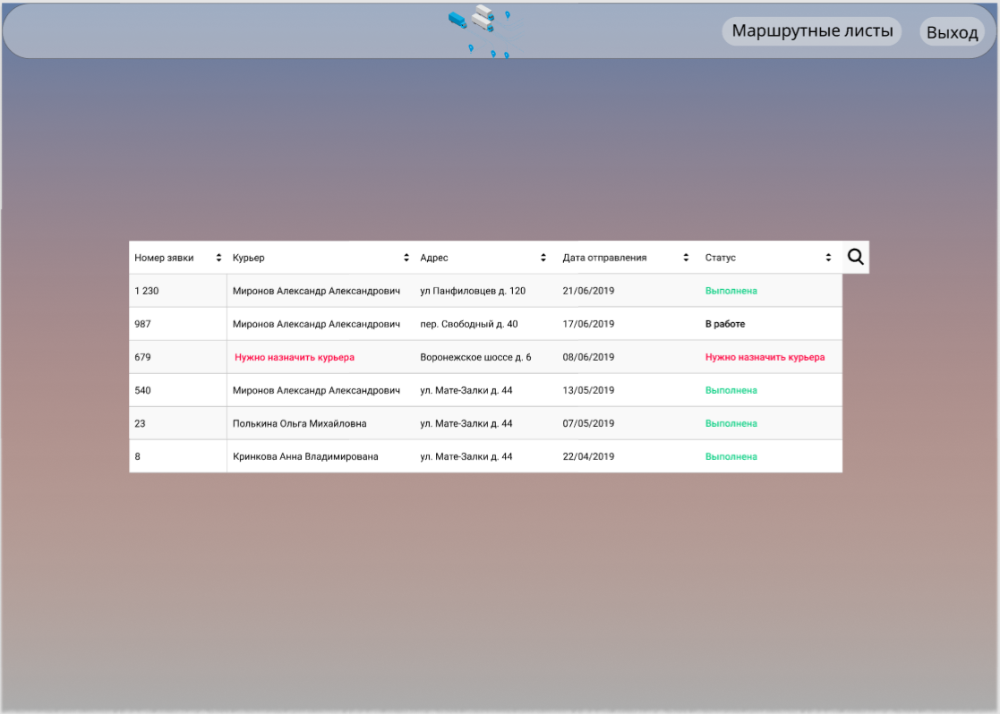 Маршрутные листы Выход
Номер зявки Курьер Адрес Дата отправления Статус
1 230 Миронов Александр Александрович ул Панфиловцев д. 120 21/06/2019 Выполнена
987 Миронов Александр Александрович пер. Свободный д. 40 17/06/2019 В работе
679 Нужно назначить курьера Воронежское шоссе д. 6 08/06/2019 Нужно назначить курьера
540 Миронов Александр Александрович ул. Мате-Залки д. 44 13/05/2019 Выполнена
23 Полькина Ольга Михайловна ул. Мате-Залки д. 44 07/05/2019 Выполнена
8 Кринкова Анна Владимирована ул. Мате-Залки д. 44 22/04/2019 Выполнена